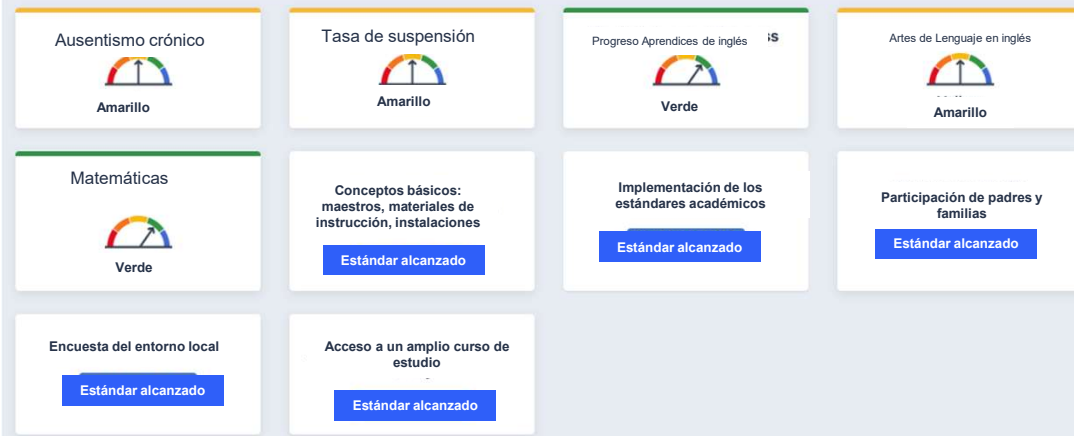 Ausentismo crónico
Amarillo
Tasa de suspensión
Amarillo
Progreso Aprendices de inglés
Verde
Artes de Lenguaje en inglés
Amarillo
Matemáticas
Verde
Conceptos básicos:
maestros, materiales de
instrucción, instalaciones
Estándar alcanzado
Implementación de los
estándares académicos
Estándar alcanzado
Participación de padres y
familias
Estándar alcanzado
Encuesta del entorno local
Estándar alcanzado
Acceso a un amplio curso de
estudio
Estándar alcanzado